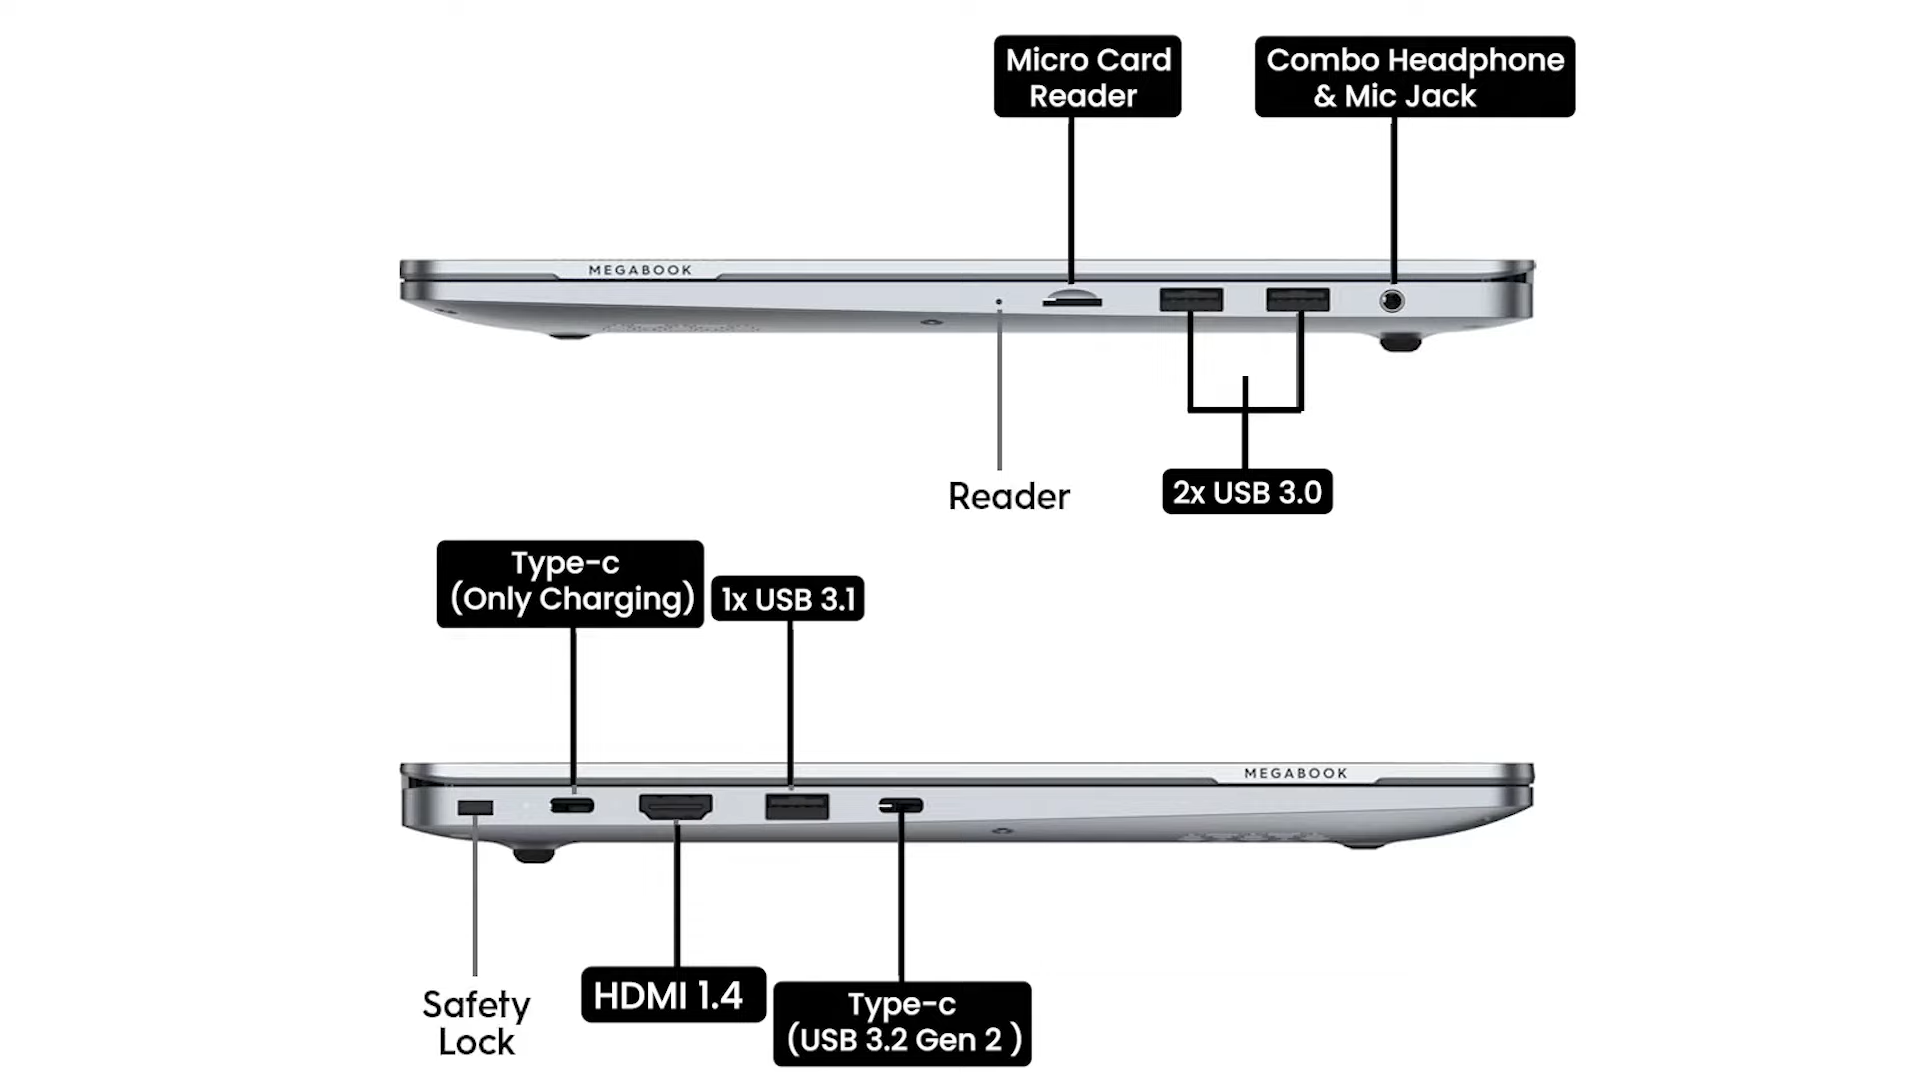 Micro Card
Reader
Combo Headphone
& Mic Jack
MEGABOOK
Reader
2x USB 3.0
Type-c
(Only Charging)
1x USB 3.1
MEGABOOK
Safety
Lock
HDMI 1.4
Type-c
(USB 3.2 Gen 2 )